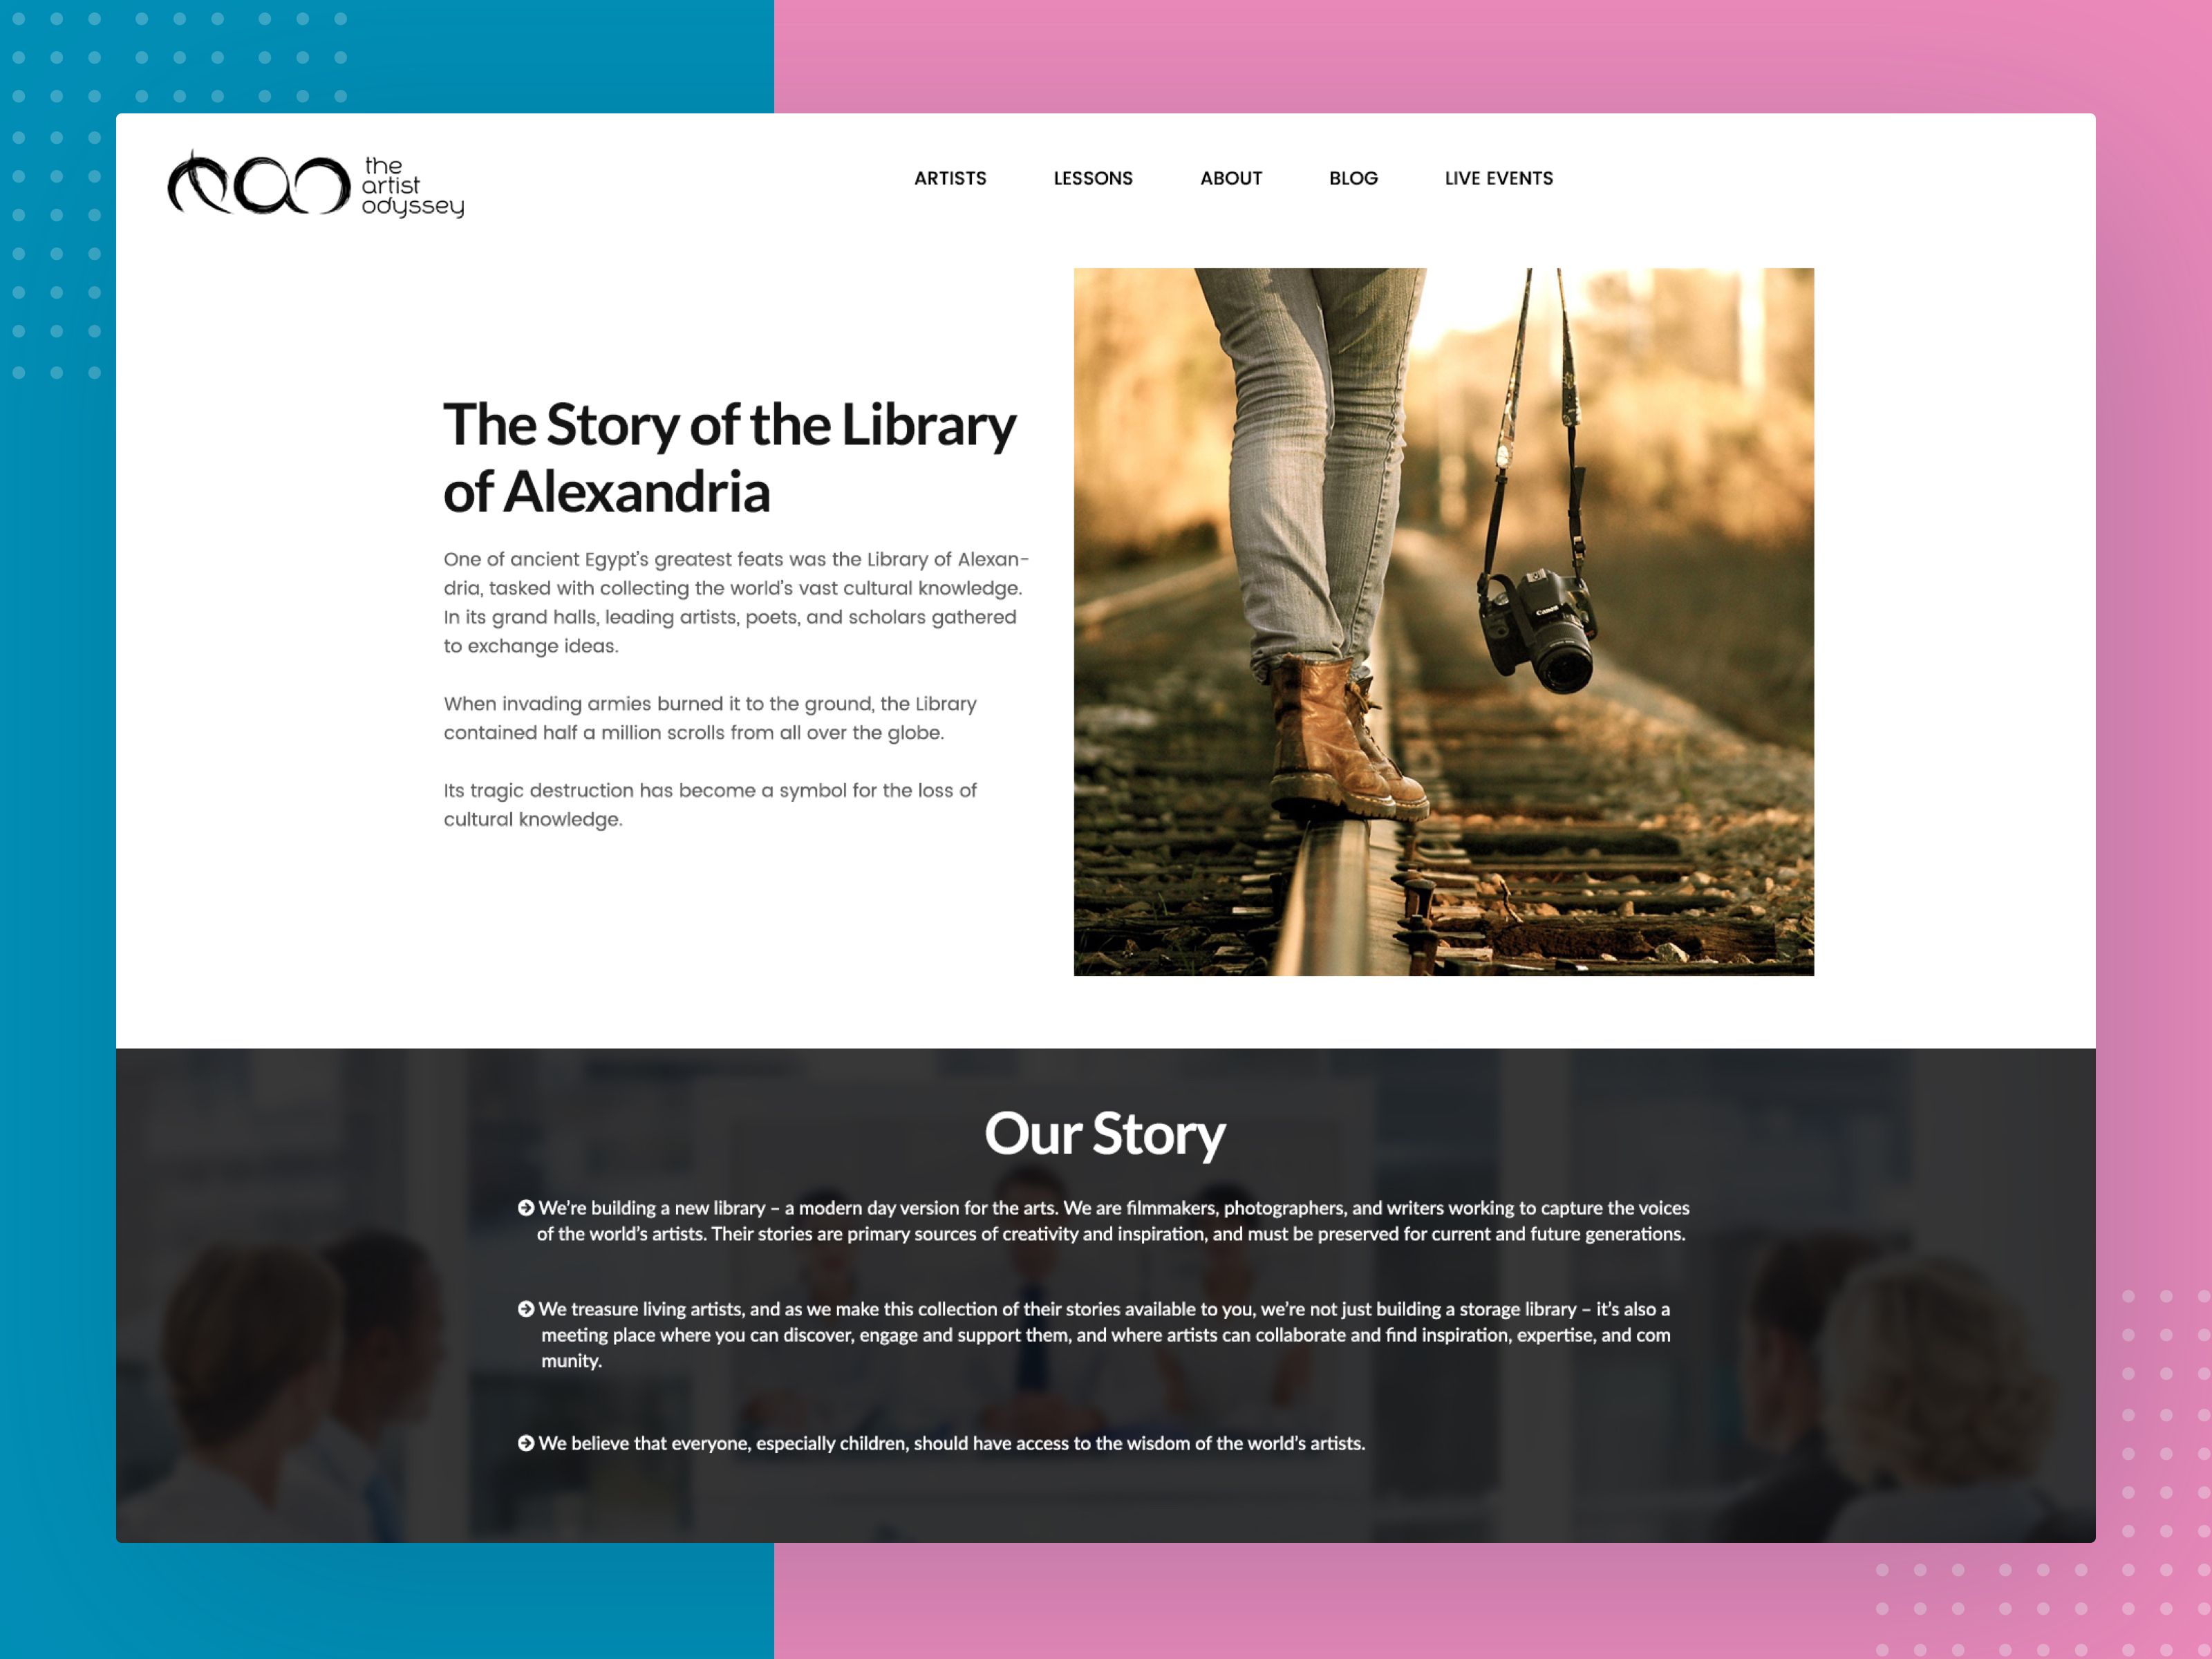 the
artist
odyssey
ARTISTS LESSONS ABOUT BLOG LIVE EVENTS
The Story of the Library
of Alexandria
One of ancient Egypt's greatest feats was the Library of Alexan-
dria, tasked with collecting the world's vast cultural knowledge.
In its grand halls, leading artists, poets, and scholars gathered
to exchange ideas.
When invading armies burned it to the ground, the Library
contained half a million scrolls from all over the globe.
Its tragic destruction has become a symbol for the loss of
cultural knowledge.
Canon
Our Story
We're building a new library – a modern day version for the arts. We are filmmakers, photographers, and writers working to capture the voices
of the world's artists. Their stories are primary sources of creativity and inspiration, and must be preserved for current and future generations.
We treasure living artists, and as we make this collection of their stories available to you, we're not just building a storage library – it's also a
meeting place where you can discover, engage and support them, and where artists can collaborate and find inspiration, expertise, and com
munity.
We believe that everyone, especially children, should have access to the wisdom of the world's artists.